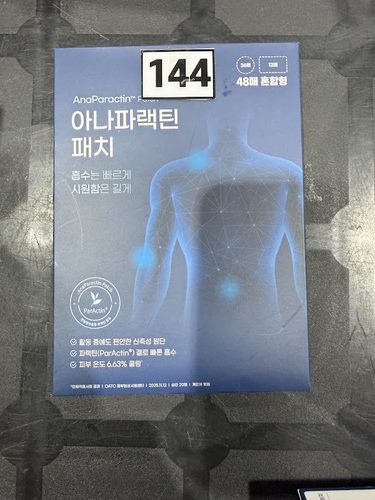 144
36매
12매
48매 혼합형
AnaParactin™ Patch
아나파랙틴
패치
흡수는 빠르게
시원함은 길게
AnaParactin Patch
ParActin®
활동 중에도 편안한 신축성 원단
파랙틴(ParActin®) 겔로 빠른 흡수
피부 온도 6.63% 쿨링*